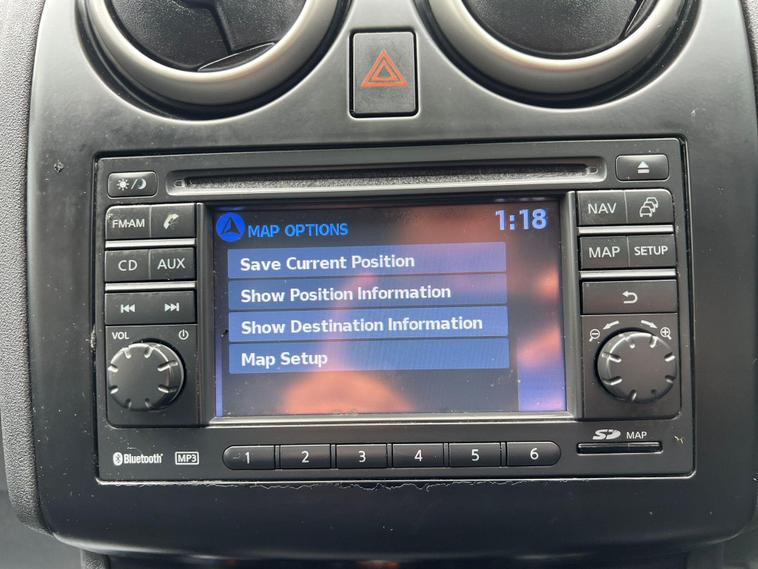 MAP OPTIONS 1:18
Save Current Position
Show Position Information
Show Destination Information
Map Setup
FM·AM
CD AUX
VOL
NAV
MAP SETUP
Bluetooth MP3
1 2 3 4 5 6
SD MAP